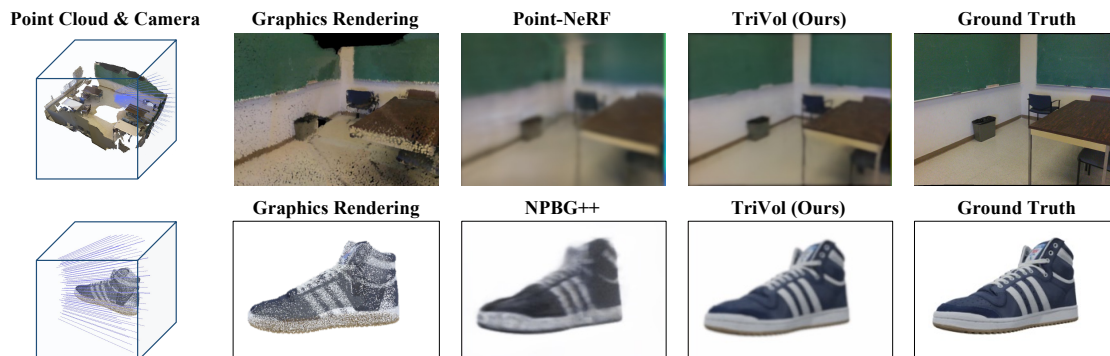 Point Cloud & Camera
Graphics Rendering
Point-NeRF
TriVol (Ours)
Ground Truth
Graphics Rendering
NPBG++
TriVol (Ours)
Ground Truth